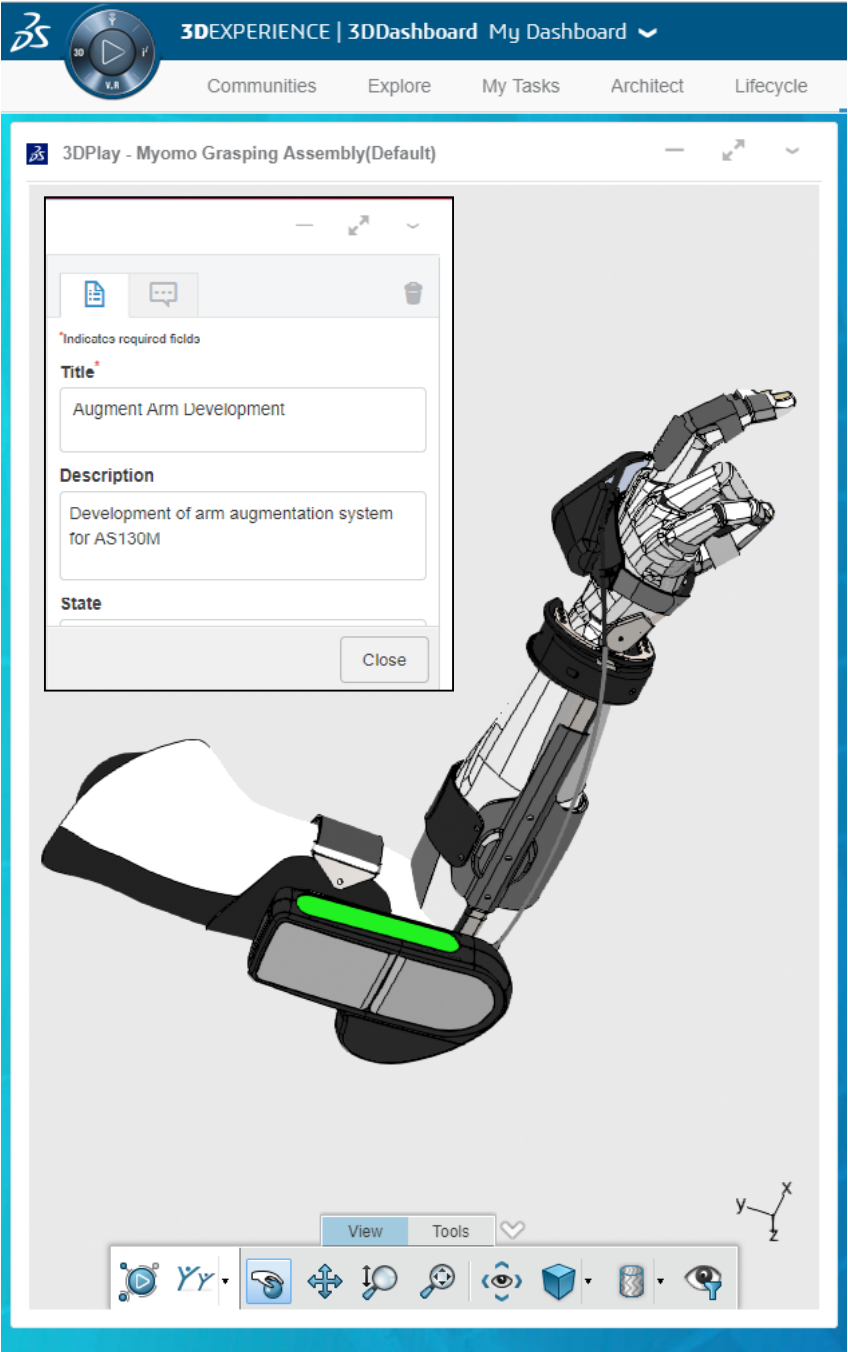 3DEXPERIENCE | 3DDashboard My Dashboard
3D
i'
V.R
Communities Explore My Tasks Architect Lifecycle
3DPlay - Myomo Grasping Assembly(Default)
*Indicates required fields
Title*
Augment Arm Development
Description
Development of arm augmentation system
for AS130M
State
Close
x
y
z
View Tools